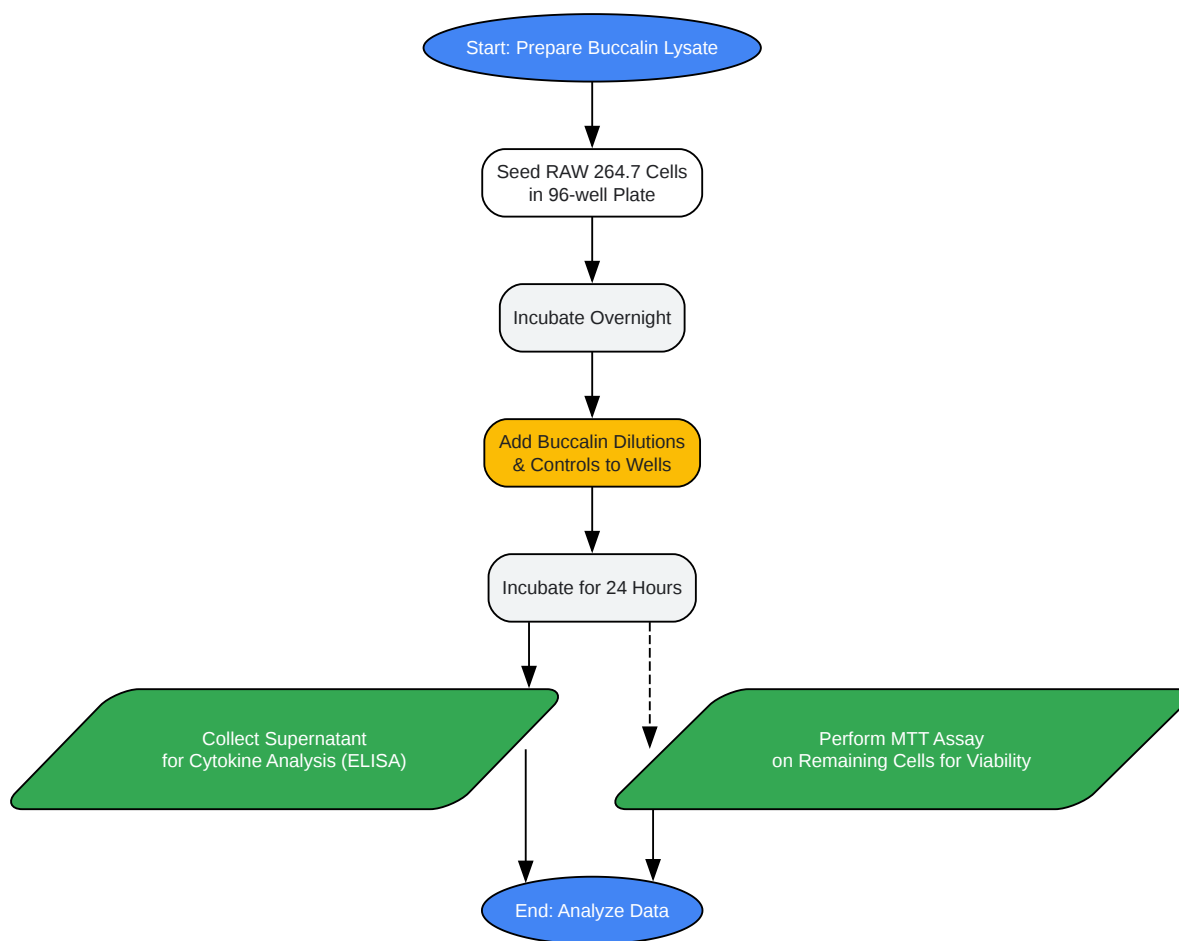 Start: Prepare Buccalin Lysate
Seed RAW 264.7 Cells
in 96-well Plate
Incubate Overnight
Add Buccalin Dilutions
& Controls to Wells
Incubate for 24 Hours
Collect Supernatant
for Cytokine Analysis (ELISA)
Perform MTT Assay
on Remaining Cells for Viability
End: Analyze Data